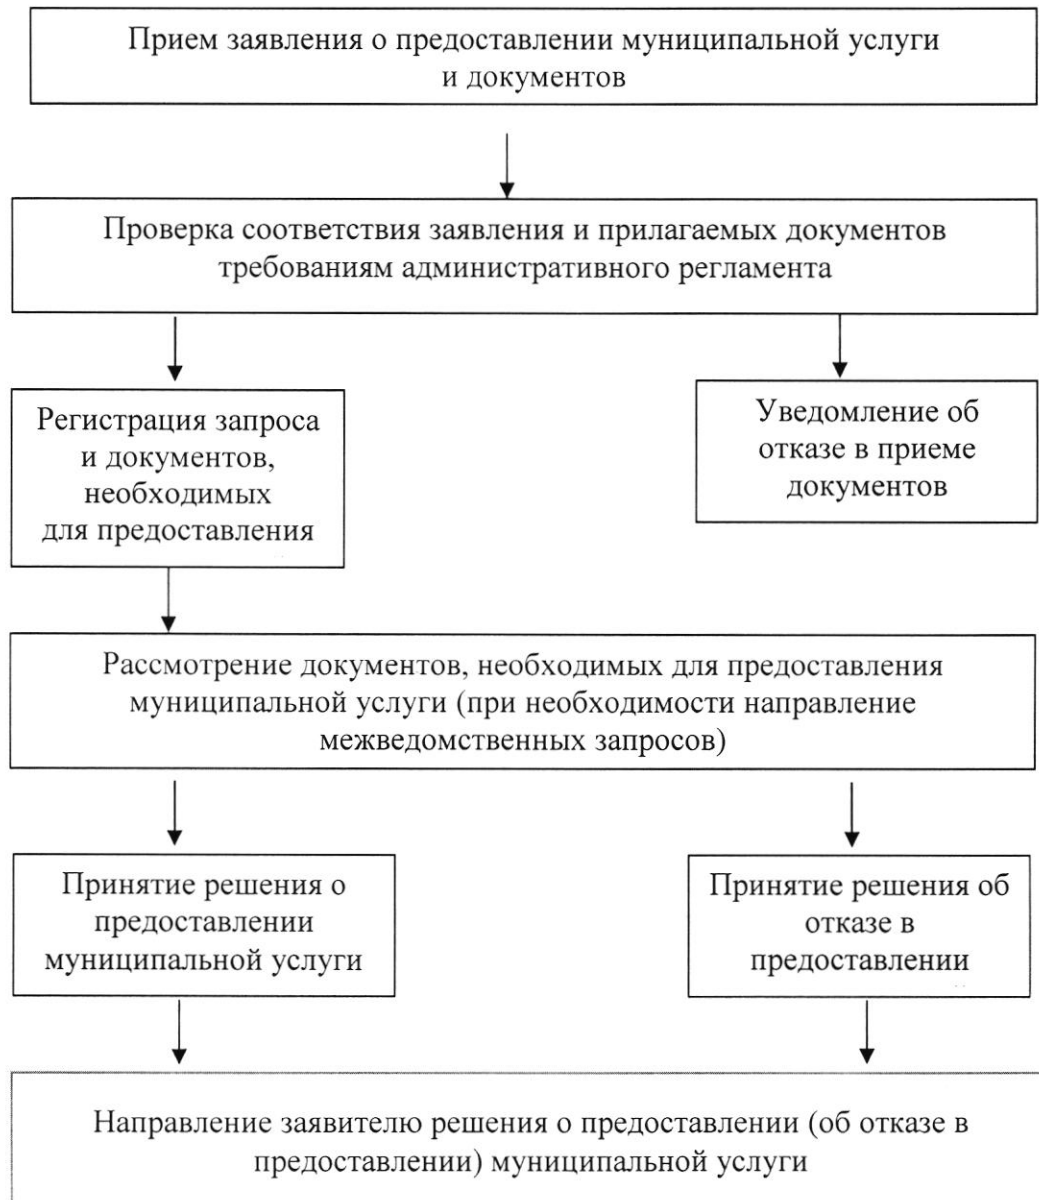 Прием заявления о предоставлении муниципальной услуги
и документов
Проверка соответствия заявления и прилагаемых документов
требованиям административного регламента
Регистрация запроса
и документов,
необходимых
для предоставления
Уведомление об
отказе в приеме
документов
Рассмотрение документов, необходимых для предоставления
муниципальной услуги (при необходимости направление
межведомственных запросов)
Принятие решения о
предоставлении
муниципальной услуги
Принятие решения об
отказе в
предоставлении
Направление заявителю решения о предоставлении (об отказе в
предоставлении) муниципальной услуги